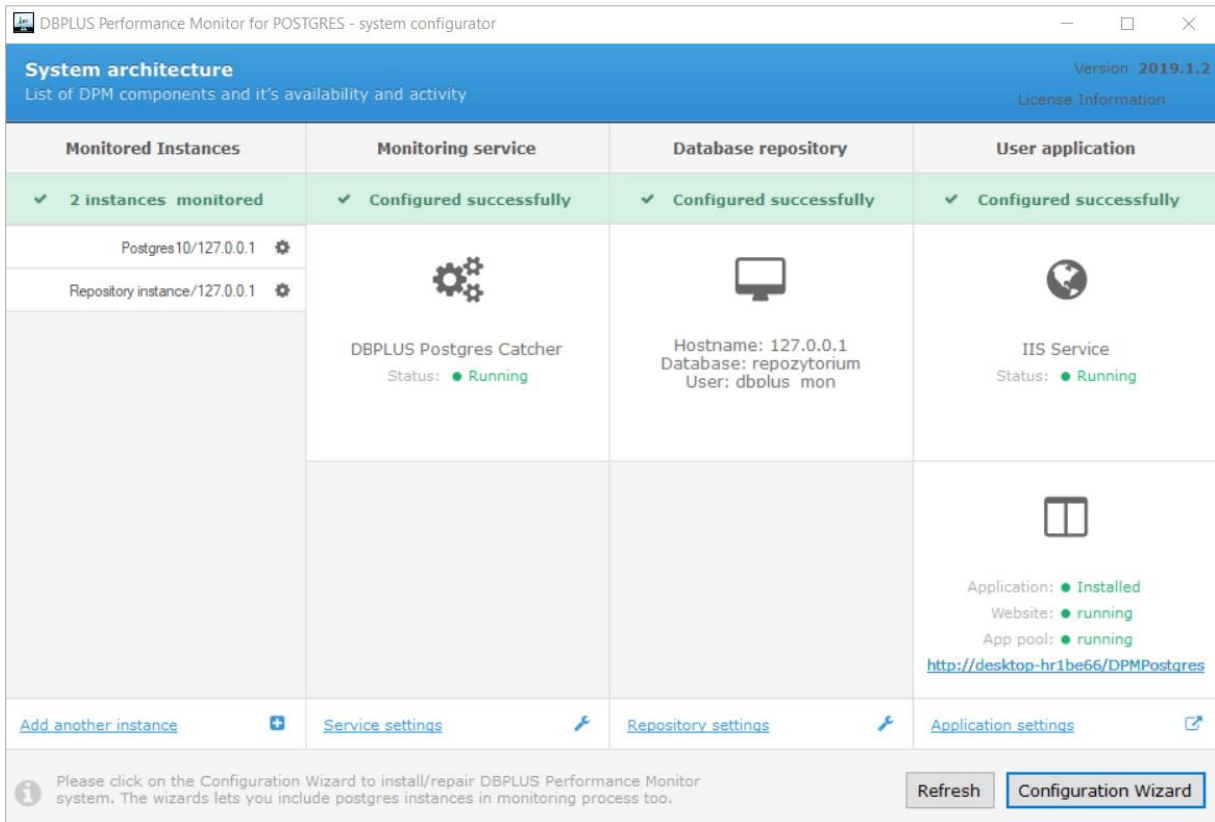 DBPLUS Performance Monitor for POSTGRES - system configurator
System architecture
List of DPM components and it's availability and activity
Version 2019.1.2
License Information
Monitored Instances
Monitoring service
Database repository
User application
2 instances monitored
Configured successfully
Configured successfully
Configured successfully
Postgres10/127.0.0.1
Repository instance/127.0.0.1
DBPLUS Postgres Catcher
Status: Running
Hostname: 127.0.0.1
Database: repozytorium
User: dbplus_mon
IIS Service
Status: Running
Application: Installed
Website: running
App pool: running
http://desktop-hr1be66/DPMPostgres
Add another instance
Service settings
Repository settings
Application settings
Please click on the Configuration Wizard to install/repair DBPLUS Performance Monitor
system. The wizards lets you include postgres instances in monitoring process too.
Refresh
Configuration Wizard